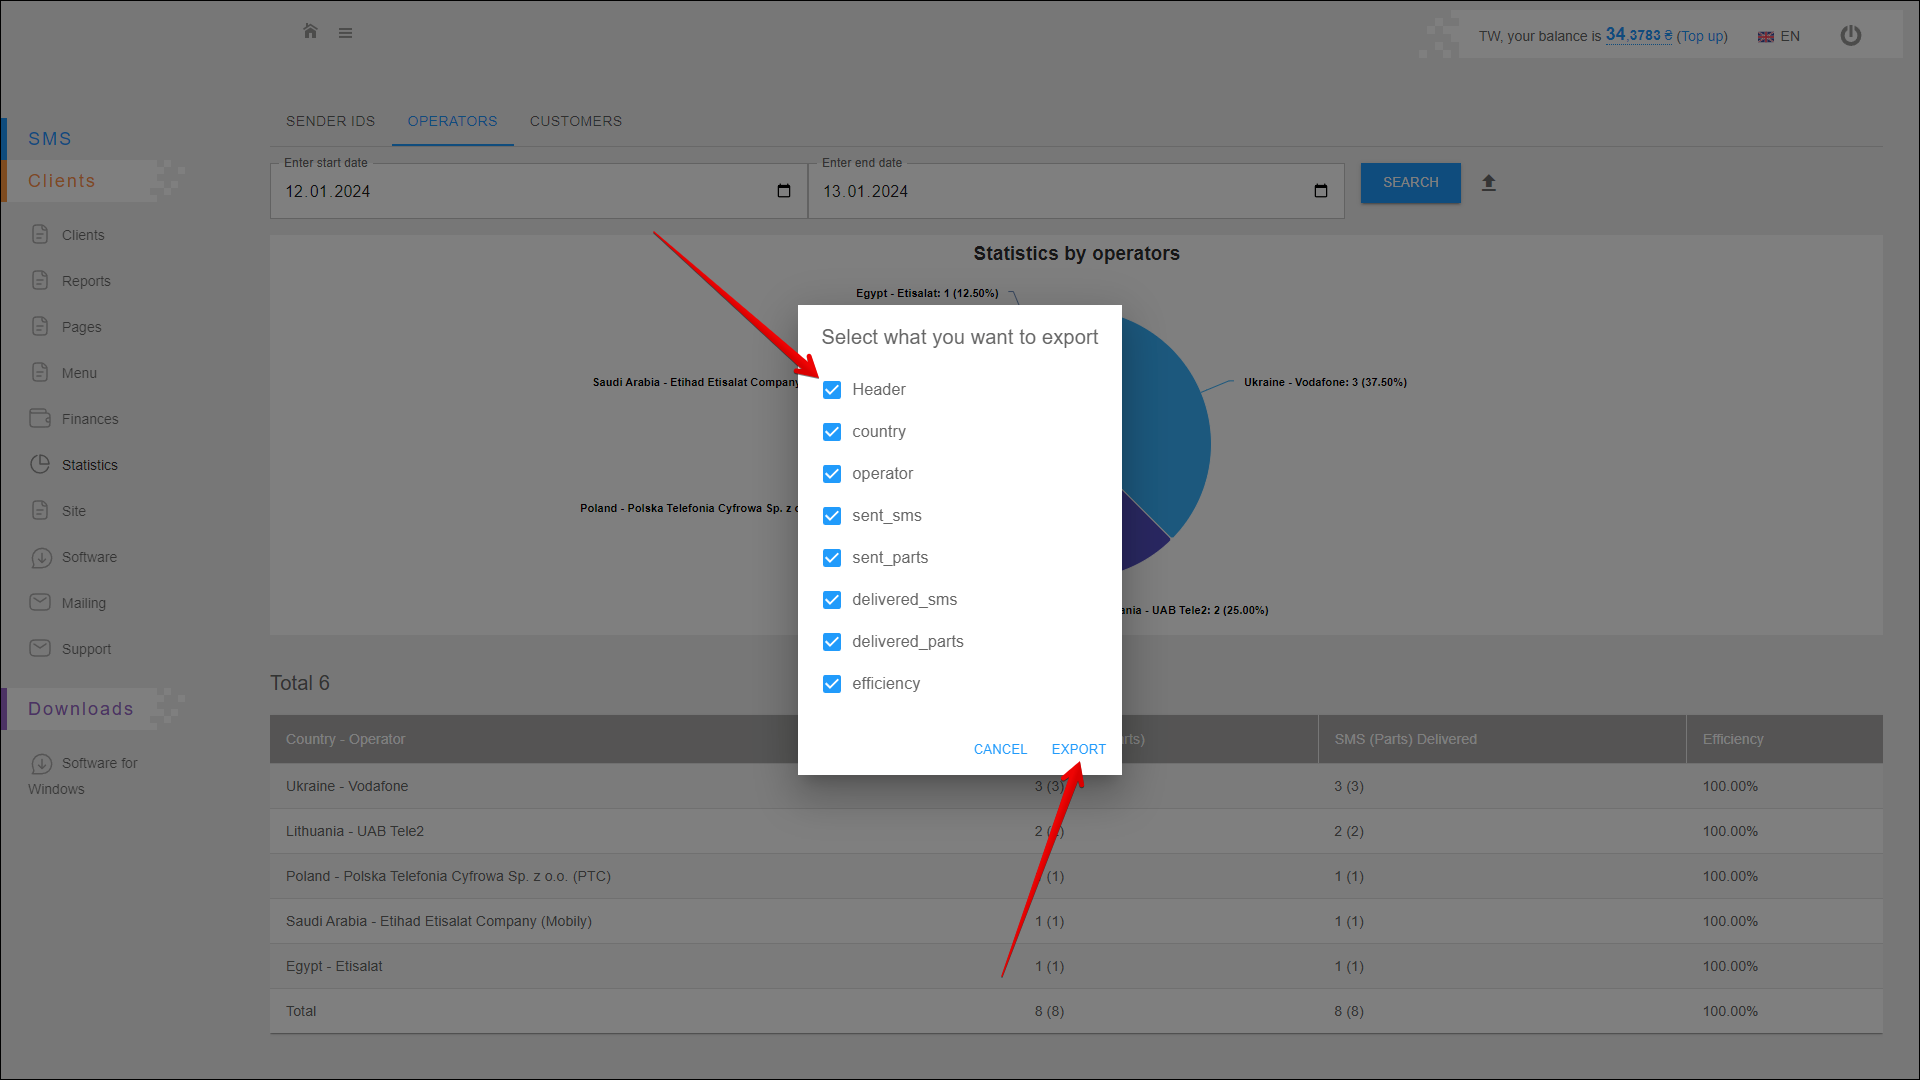 TW, your balance is 34,3783 ₴ (Top up)
EN
SMS
Clients
Clients
Reports
Pages
Menu
Finances
Statistics
Site
Software
Mailing
Support
Downloads
Software for
Windows
SENDER IDS OPERATORS CUSTOMERS
Enter start date
12.01.2024
Enter end date
13.01.2024
SEARCH
Statistics by operators
Egypt - Etisalat: 1 (12.50%)
Saudi Arabia - Etihad Etisalat Company
Ukraine - Vodafone: 3 (37.50%)
Poland - Polska Telefonia Cyfrowa Sp. z
UAB Tele2: 2 (25.00%)
Select what you want to export
Header
country
operator
sent_sms
sent_parts
delivered_sms
delivered_parts
efficiency
CANCEL EXPORT
Total 6
Country - Operator SMS (Parts) Delivered Efficiency
Ukraine - Vodafone 3 (3) 3 (3) 100.00%
Lithuania - UAB Tele2 2 2 (2) 100.00%
Poland - Polska Telefonia Cyfrowa Sp. z o.o. (PTC) (1) 1 (1) 100.00%
Saudi Arabia - Etihad Etisalat Company (Mobily) 1 (1) 1 (1) 100.00%
Egypt - Etisalat 1 (1) 1 (1) 100.00%
Total 8 (8) 8 (8) 100.00%